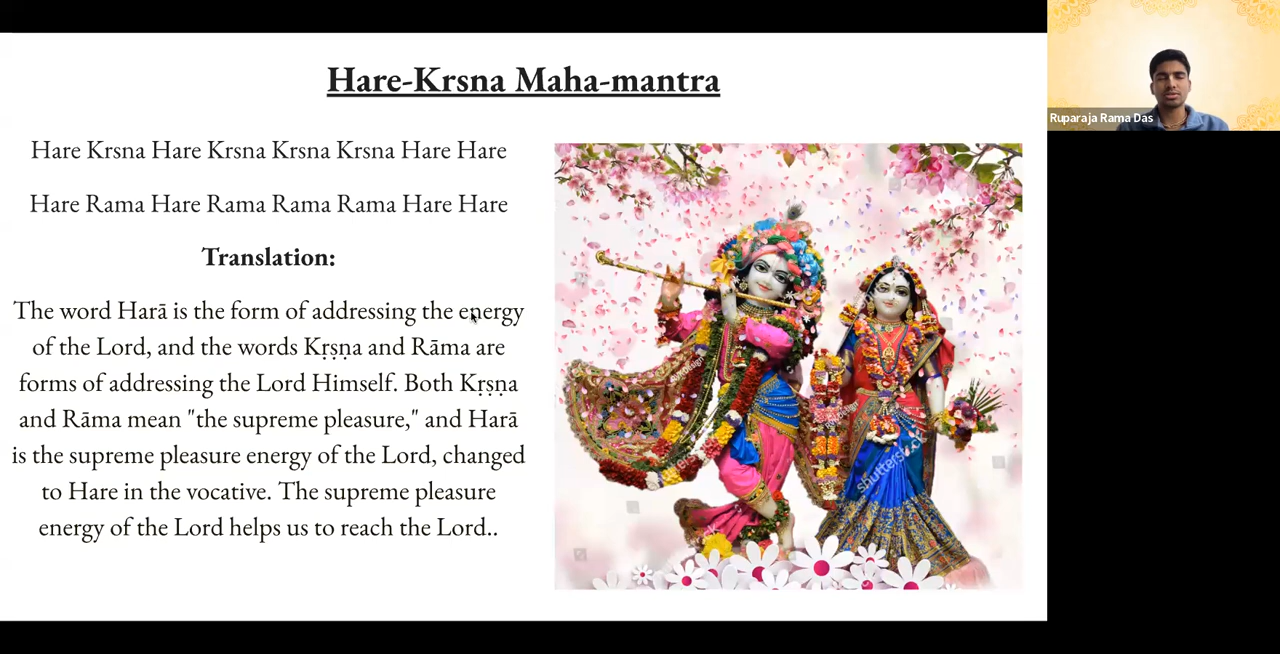 Hare-Krsna Maha-mantra
Hare Krsna Hare Krsna Krsna Krsna Hare Hare
Hare Rama Hare Rama Rama Rama Hare Hare
Translation:
The word Harā is the form of addressing the energy
of the Lord, and the words Kṛṣṇa and Rāma are
forms of addressing the Lord Himself. Both Kṛṣṇa
and Rāma mean "the supreme pleasure," and Harā
is the supreme pleasure energy of the Lord, changed
to Hare in the vocative. The supreme pleasure
energy of the Lord helps us to reach the Lord..
Ruparaja Rama Das